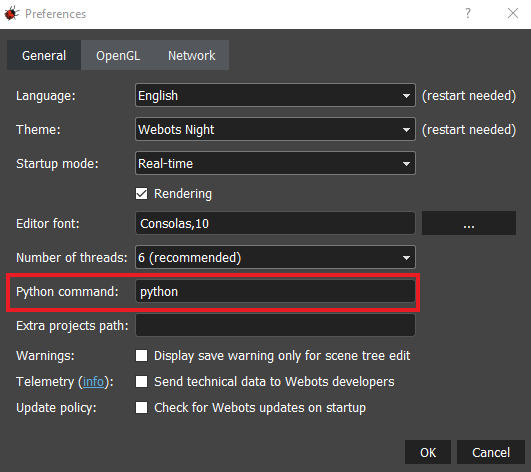 Preferences
?
General OpenGL Network
Language: English (restart needed)
Theme: Webots Night (restart needed)
Startup mode: Real-time
Rendering
Editor font: Consolas,10 ...
Number of threads: 6 (recommended)
Python command: python
Extra projects path:
Warnings: Display save warning only for scene tree edit
Telemetry (info): Send technical data to Webots developers
Update policy: Check for Webots updates on startup
OK Cancel